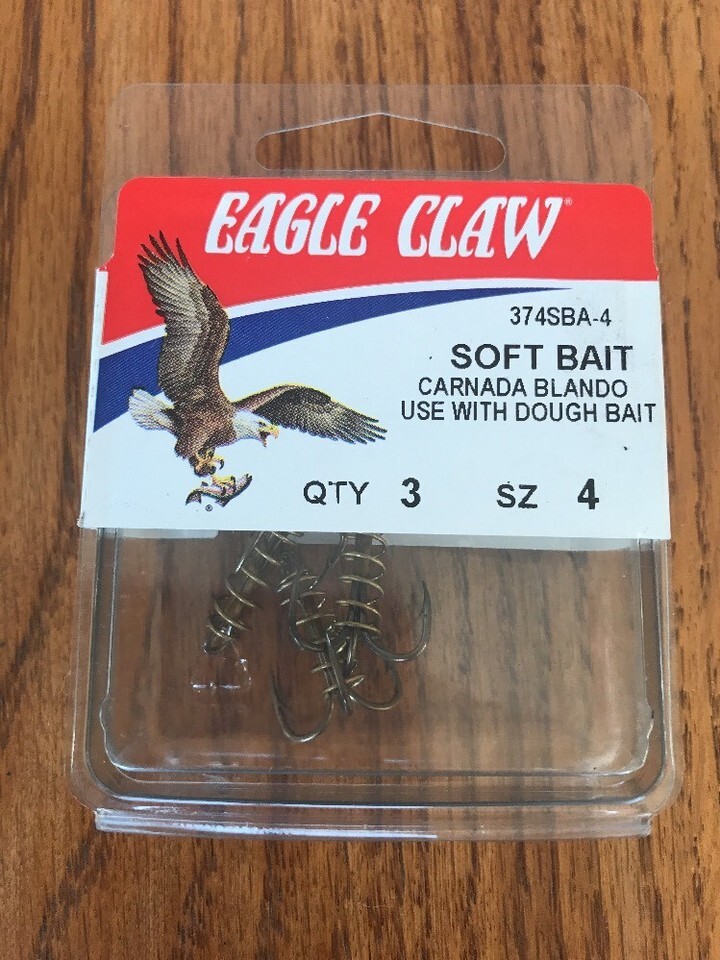 EAGLE CLAW®
374SBA-4
SOFT BAIT
CARNADA BLANDO
USE WITH DOUGH BAIT
QTY 3 SZ 4
®